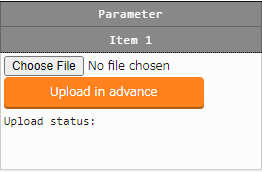 Parameter
Item 1
Choose File No file chosen
Upload in advance
Upload status: